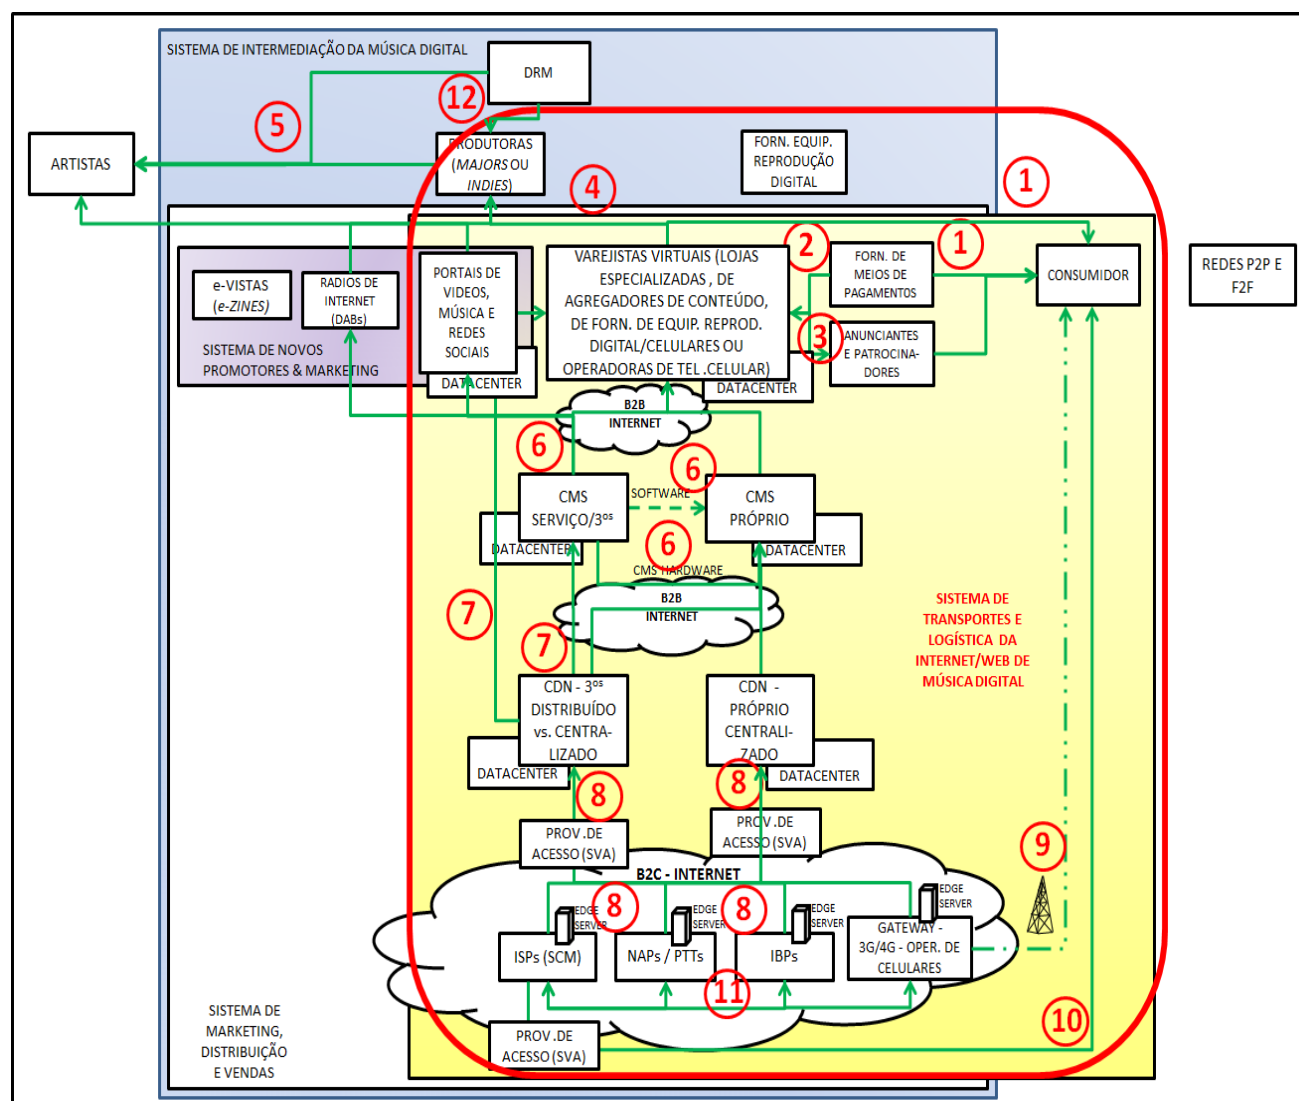 SISTEMA DE INTERMEDIAÇÃO DA MÚSICA DIGITAL
DRM
12
5
ARTISTAS
PRODUTORAS
(MAJORS OU
INDIES)
FORN. EQUIP.
REPRODUÇÃO
DIGITAL
1
4
e-VISTAS
(e-ZINES)
RADIOS DE
INTERNET
(DABs)
PORTAIS DE
VIDEOS,
MÚSICA E
REDES
SOCIAIS
DATACENTER
SISTEMA DE NOVOS
PROMOTORES & MARKETING
VAREJISTAS VIRTUAIS (LOJAS
ESPECIALIZADAS , DE
AGREGADORES DE CONTEÚDO,
DE FORN. DE EQUIP. REPROD.
DIGITAL/CELULARES OU
OPERADORAS DE TEL .CELULAR)
DATACENTER
2
FORN. DE
MEIOS DE
PAGAMENTOS
1
CONSUMIDOR
REDES P2P E
F2F
3
ANUNCIANTES
E PATROCINA-
DORES
B2B
INTERNET
6
6
CMS
SERVIÇO/3ºs
DATACENTER
SOFTWARE
CMS
PRÓPRIO
DATACENTER
6
CMS HARDWARE
B2B
INTERNET
7
7
SISTEMA DE
TRANSPORTES E
LOGÍSTICA DA
INTERNET/WEB DE
MÚSICA DIGITAL
CDN - 3ºs
DISTRIBUÍDO
vs. CENTRA-
LIZADO
DATACENTER
CDN -
PRÓPRIO
CENTRALI-
ZADO
DATACENTER
8
8
PROV .DE
ACESSO (SVA)
PROV .DE
ACESSO (SVA)
9
B2C - INTERNET
8
8
EDGE
SERVER
EDGE
SERVER
EDGE
SERVER
EDGE
SERVER
ISPs (SCM)
NAPs / PTTs
IBPs
GATEWAY -
3G/4G - OPER. DE
CELULARES
11
10
PROV .DE
ACESSO (SVA)
SISTEMA DE
MARKETING,
DISTRIBUIÇÃO
E VENDAS